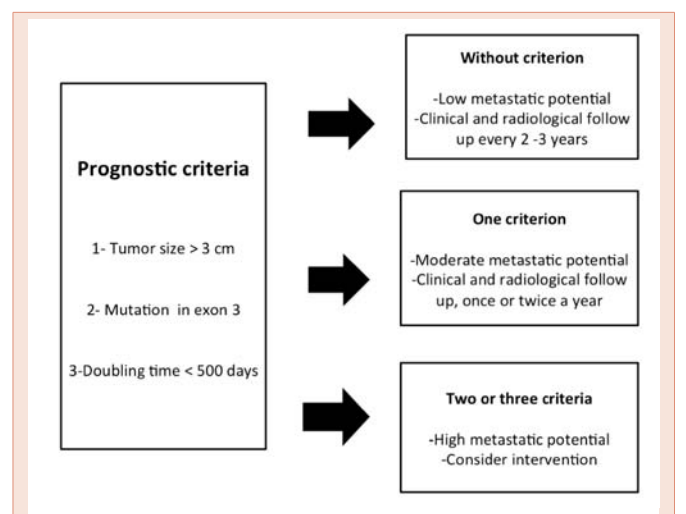 Prognostic criteria
1- Tumor size > 3 cm
2- Mutation in exon 3
3-Doubling time < 500 days
Without criterion
-Low metastatic potential
-Clinical and radiological follow
up every 2 -3 years
One criterion
-Moderate metastatic potential
-Clinical and radiological follow
up, once or twice a year
Two or three criteria
-High metastatic potential
-Consider intervention